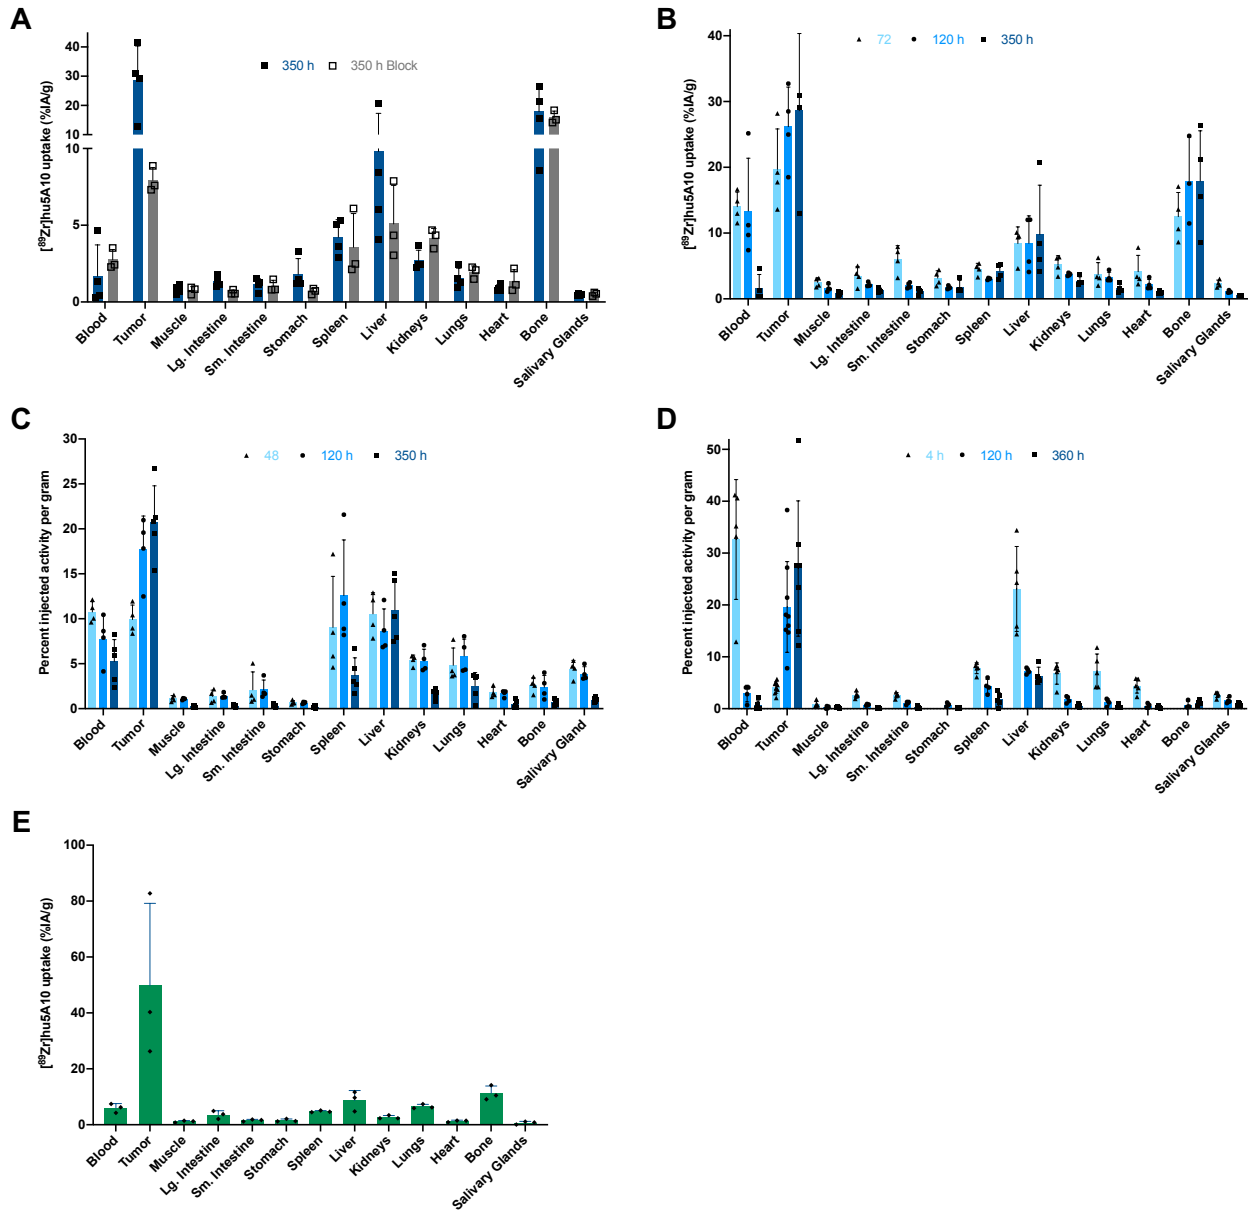 A
[⁸⁹Zr]hu5A10 uptake (%IA/g)
40
30
20
10
10
5
0
350 h
350 h Block
Blood
Tumor
Muscle
Lg. Intestine
Sm. Intestine
Stomach
Spleen
Liver
Kidneys
Lungs
Heart
Bone
Salivary Glands
B
[⁸⁹Zr]hu5A10 uptake (%IA/g)
40
30
20
10
0
72
120 h
350 h
Blood
Tumor
Muscle
Lg. Intestine
Sm. Intestine
Stomach
Spleen
Liver
Kidneys
Lungs
Heart
Bone
Salivary Glands
C
Percent injected activity per gram
30
25
20
15
10
5
0
48
120 h
350 h
Blood
Tumor
Muscle
Lg. Intestine
Sm. Intestine
Stomach
Spleen
Liver
Kidneys
Lungs
Heart
Bone
Salivary Gland
D
Percent injected activity per gram
50
40
30
20
10
0
4 h
120 h
360 h
Blood
Tumor
Muscle
Lg. Intestine
Sm. Intestine
Stomach
Spleen
Liver
Kidneys
Lungs
Heart
Bone
Salivary Glands
E
[⁸⁹Zr]hu5A10 uptake (%IA/g)
100
80
60
40
20
0
Blood
Tumor
Muscle
Lg. Intestine
Sm. Intestine
Stomach
Spleen
Liver
Kidneys
Lungs
Heart
Bone
Salivary Glands